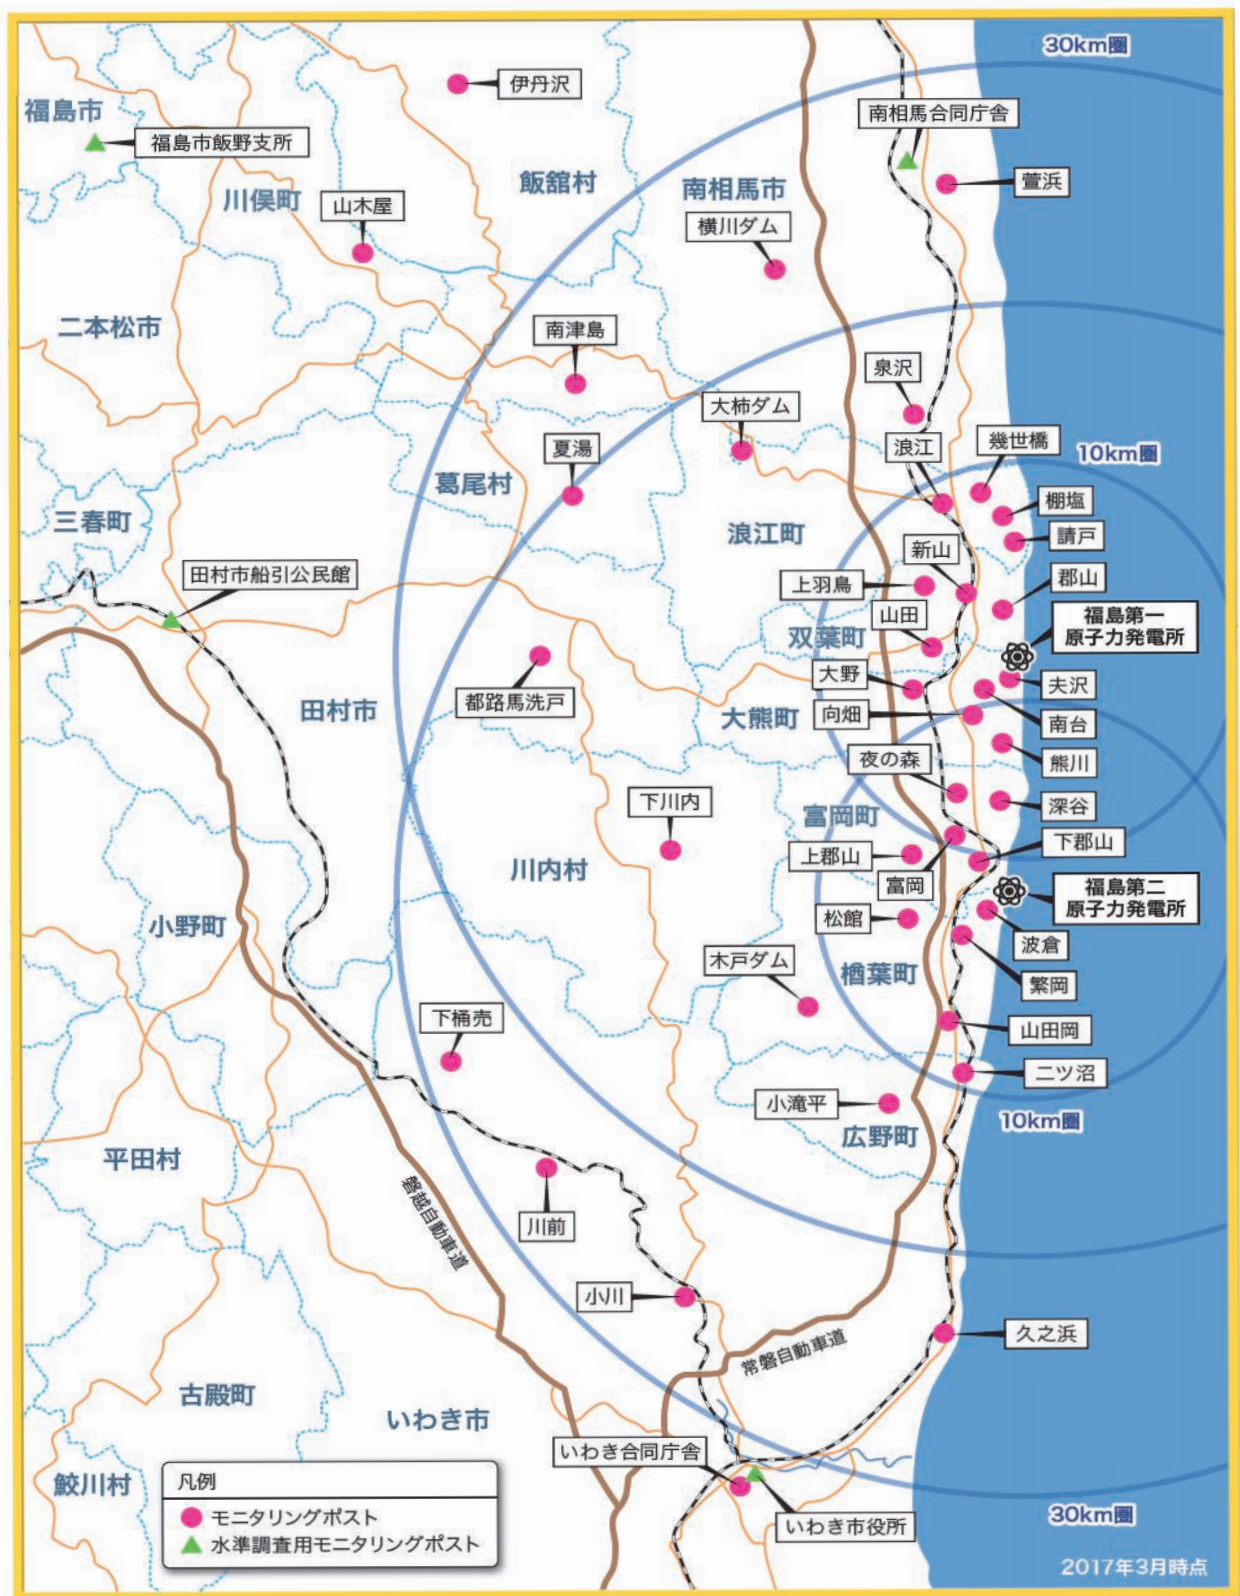 30km圏
伊丹沢
福島市
南相馬合同庁舎
福島市飯野支所
飯舘村
萱浜
川俣町
南相馬市
山木屋
横川ダム
二本松市
南津島
泉沢
大柿ダム
幾世橋
浪江
夏湯
10km圏
葛尾村
棚塩
三春町
浪江町
請戸
新山
田村市船引公民館
上羽鳥
郡山
山田
福島第一
原子力発電所
双葉町
大野
夫沢
都路馬洗戸
田村市
大熊町
向畑
南台
夜の森
熊川
下川内
深谷
富岡町
下郡山
上郡山
川内村
富岡
福島第二
原子力発電所
小野町
松館
波倉
木戸ダム
楢葉町
繁岡
下桶売
山田岡
二ツ沼
小滝平
10km圏
広野町
平田村
磐越自動車道
川前
小川
久之浜
常磐自動車道
古殿町
いわき市
いわき合同庁舎
鮫川村
凡例
モニタリングポスト
水準調査用モニタリングポスト
いわき市役所
30km圏
2017年3月時点